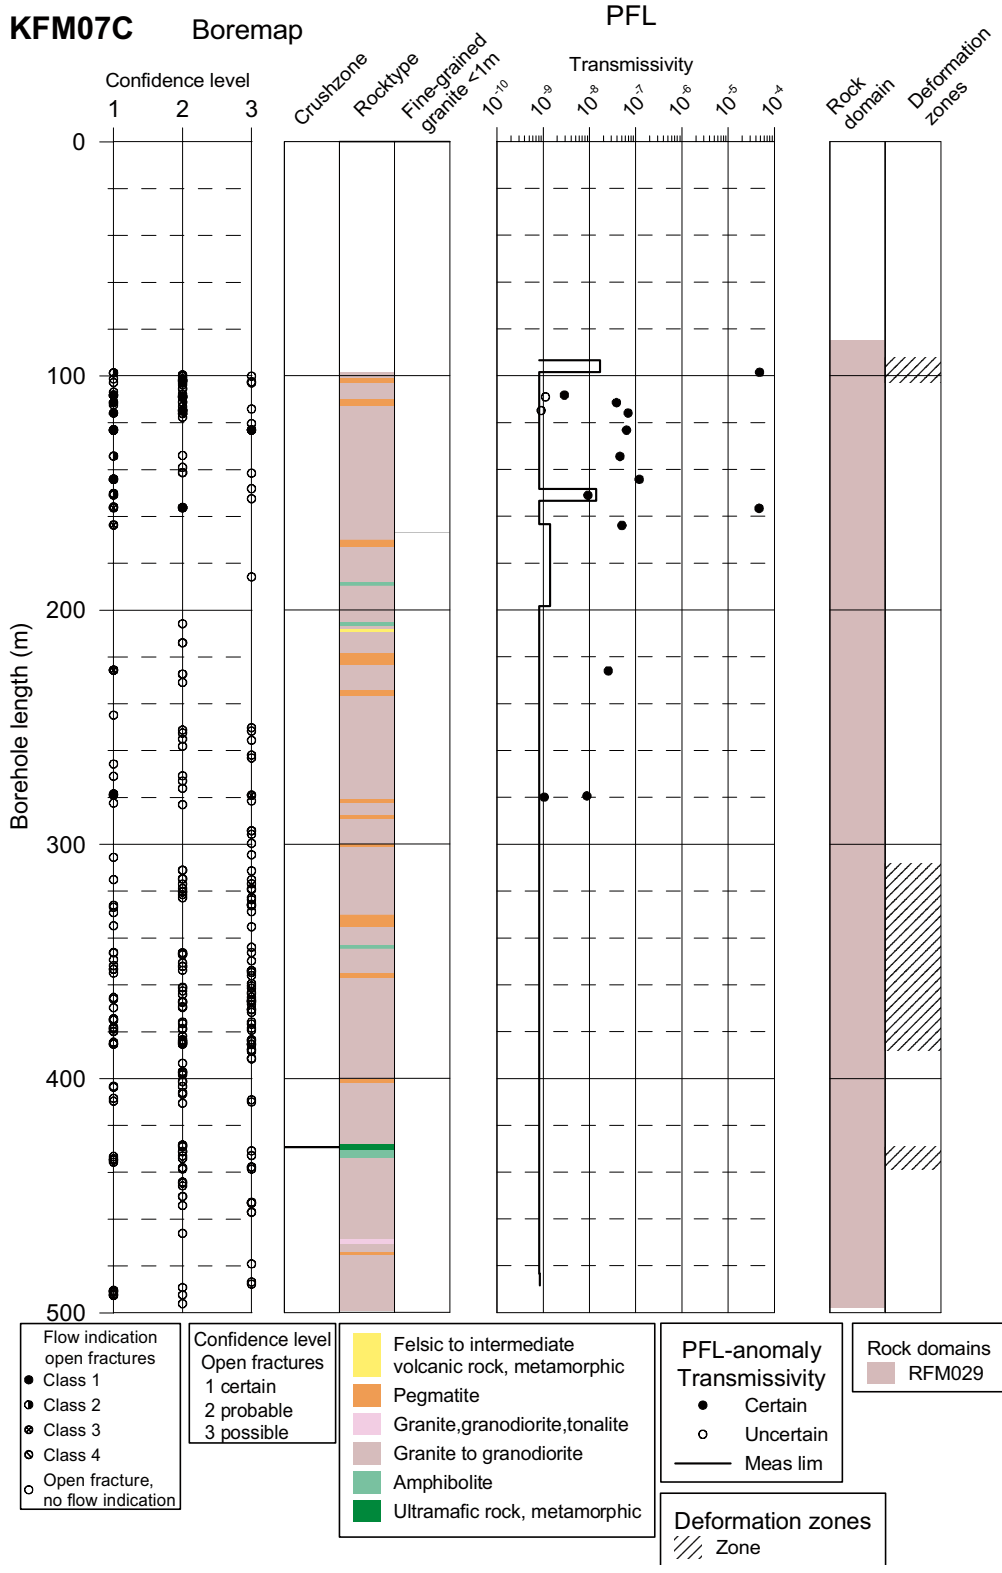 KFM07C Boremap PFL
Confidence level
1 2 3
Crushzone
Rocktype
Fine-grained
granite <1m
Transmissivity
10-10 10-9 10-8 10-7 10-6 10-5 10-4
Rock
domain
Deformation
zones
Borehole length (m)
0
100
200
300
400
500
Flow indication
open fractures
Class 1
Class 2
Class 3
Class 4
Open fracture,
no flow indication
Confidence level
Open fractures
1 certain
2 probable
3 possible
Felsic to intermediate
volcanic rock, metamorphic
Pegmatite
Granite,granodiorite,tonalite
Granite to granodiorite
Amphibolite
Ultramafic rock, metamorphic
PFL-anomaly
Transmissivity
Certain
Uncertain
Meas lim
Rock domains
RFM029
Deformation zones
Zone